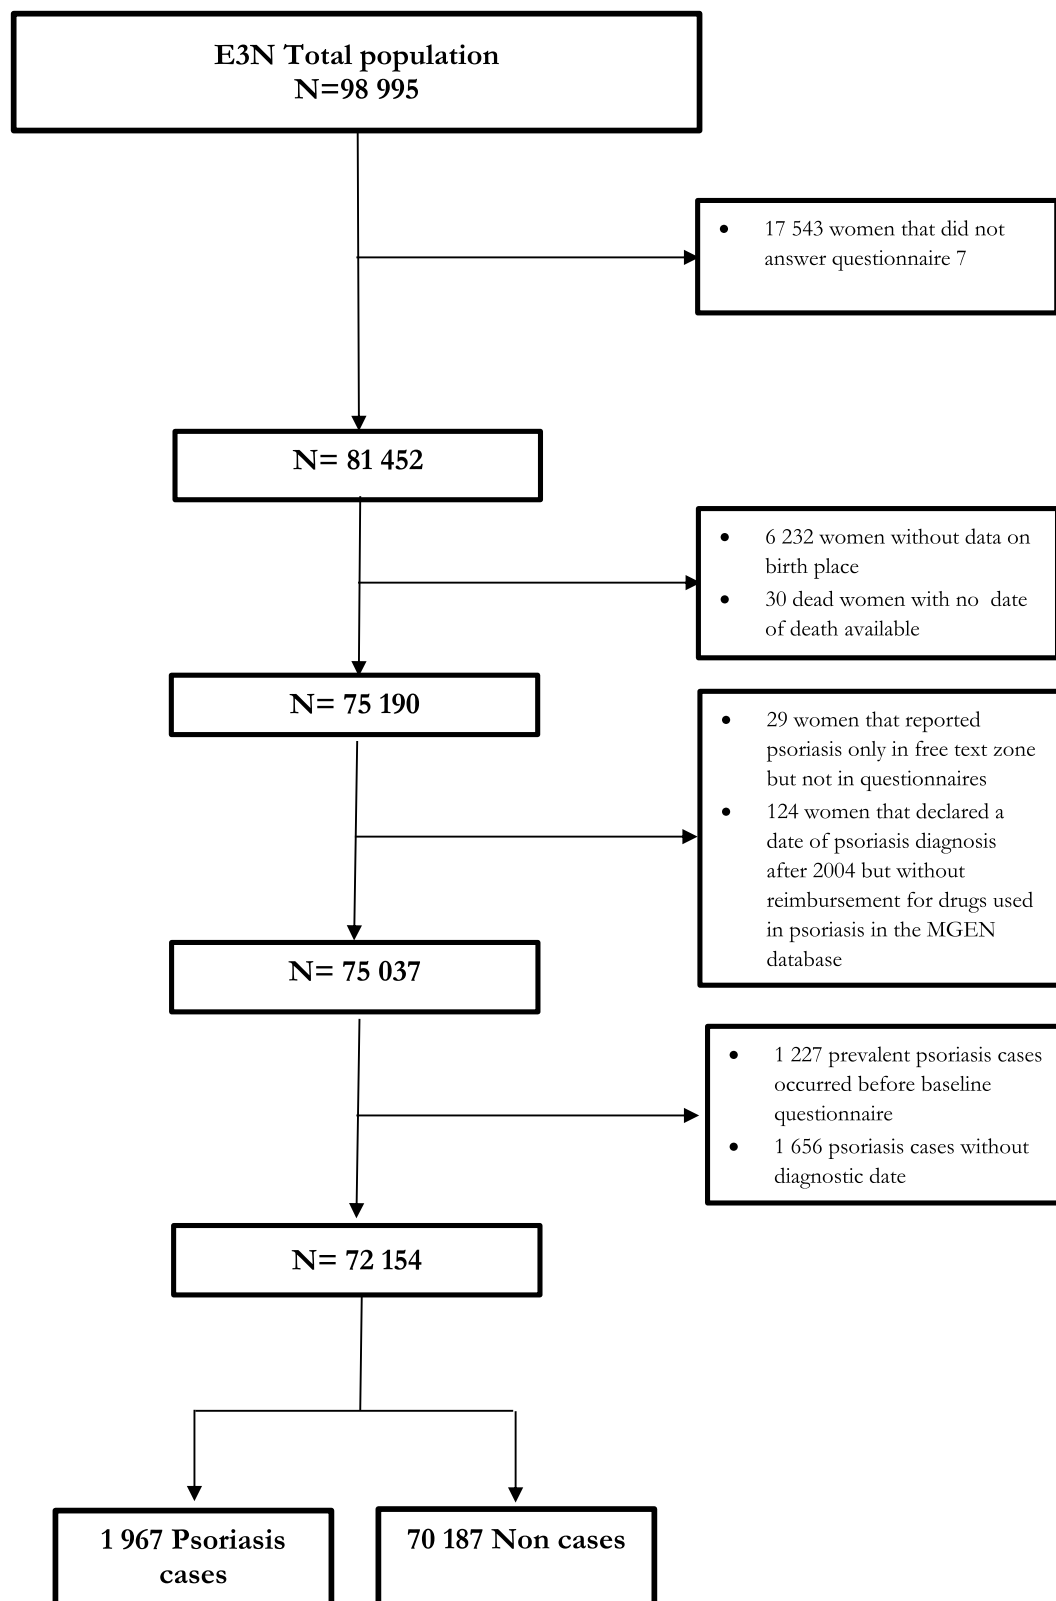 E3N Total population
N=98 995
• 17 543 women that did not
answer questionnaire 7
N= 81 452
• 6 232 women without data on
birth place
• 30 dead women with no date
of death available
N= 75 190
• 29 women that reported
psoriasis only in free text zone
but not in questionnaires
• 124 women that declared a
date of psoriasis diagnosis
after 2004 but without
reimbursement for drugs used
in psoriasis in the MGEN
database
N= 75 037
• 1 227 prevalent psoriasis cases
occurred before baseline
questionnaire
• 1 656 psoriasis cases without
diagnostic date
N= 72 154
1 967 Psoriasis
cases
70 187 Non cases